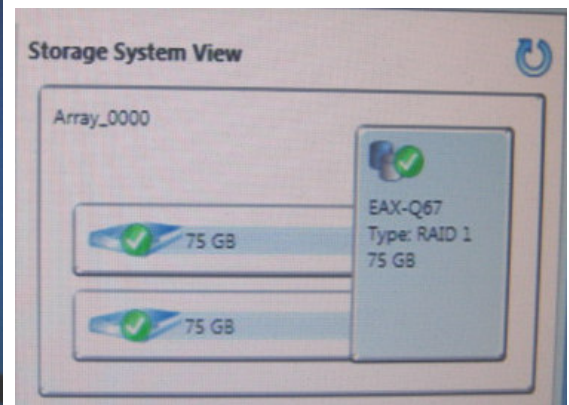 Storage System View
Array_0000
EAX-Q67
Type: RAID 1
75 GB
75 GB
75 GB